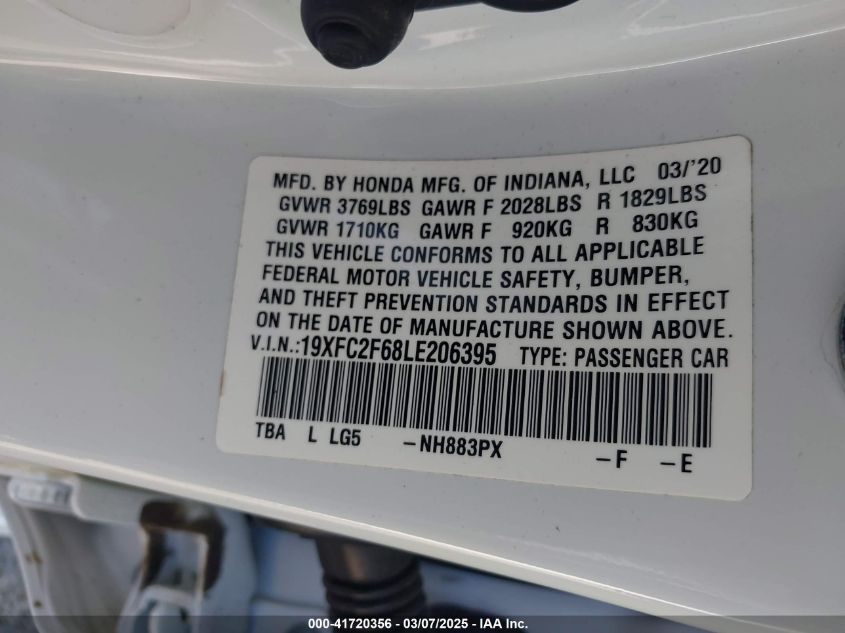 MFD. BY HONDA MFG. OF INDIANA, LLC 03/'20
GVWR 3769LBS GAWR F 2028LBS R 1829LBS
GVWR 1710KG GAWR F 920KG R 830KG
THIS VEHICLE CONFORMS TO ALL APPLICABLE
FEDERAL MOTOR VEHICLE SAFETY, BUMPER,
AND THEFT PREVENTION STANDARDS IN EFFECT
ON THE DATE OF MANUFACTURE SHOWN ABOVE.
V.I.N.:19XFC2F68LE206395 TYPE: PASSENGER CAR
TBA L LG5 -NH883PX -F -E
000-41720356 - 03/07/2025 - IAA Inc.